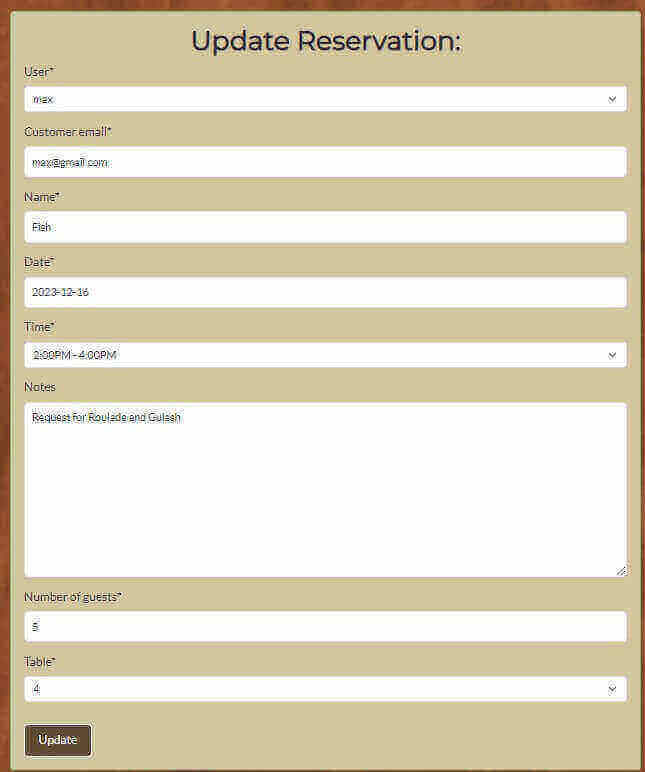 Update Reservation:
User*
max
Customer email*
max@gmail.com
Name*
Fish
Date*
2023-12-16
Time*
2:00PM - 4:00PM
Notes
Request for Roulade and Gulash
Number of guests*
5
Table*
4
Update